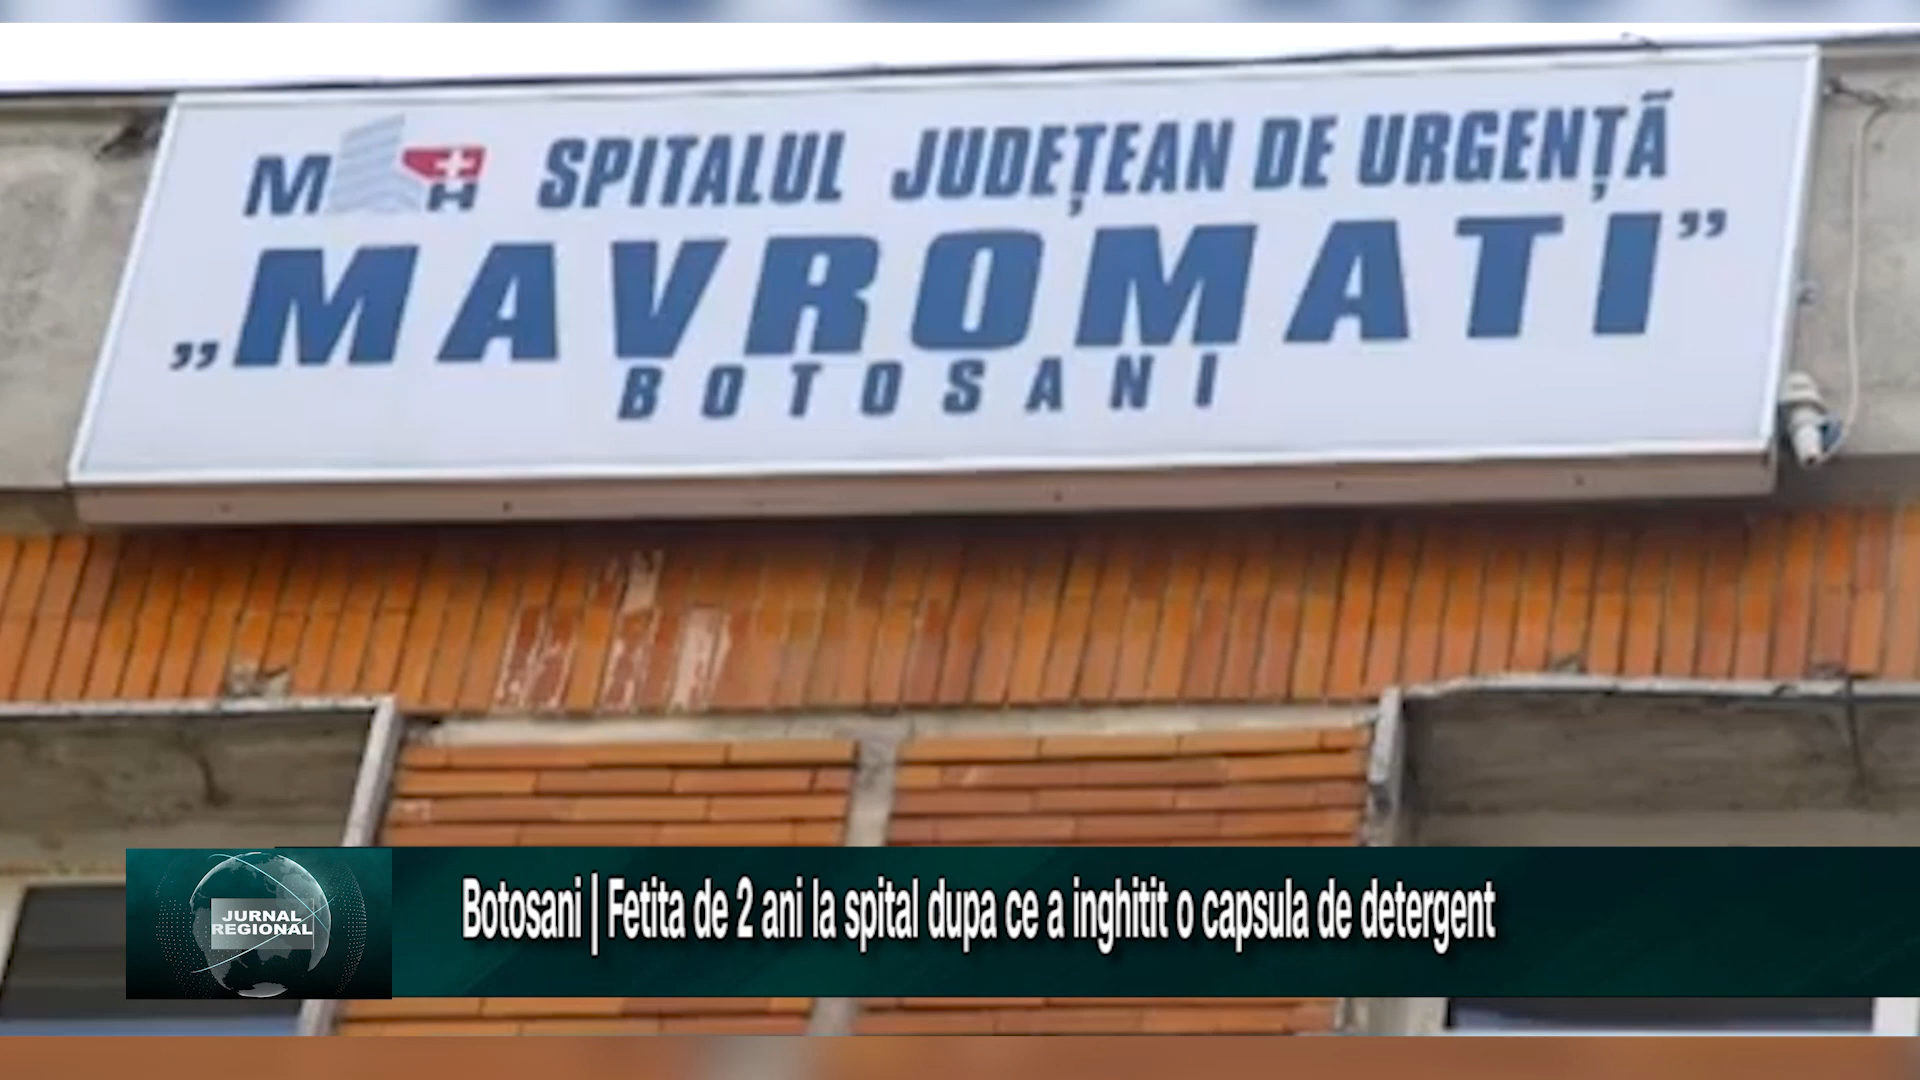 M H SPITALUL JUDEȚEAN DE URGENȚĂ
„MAVROMATI”
BOTOSANI
JURNAL
REGIONAL
Botosani | Fetita de 2 ani la spital dupa ce a inghitit o capsula de detergent